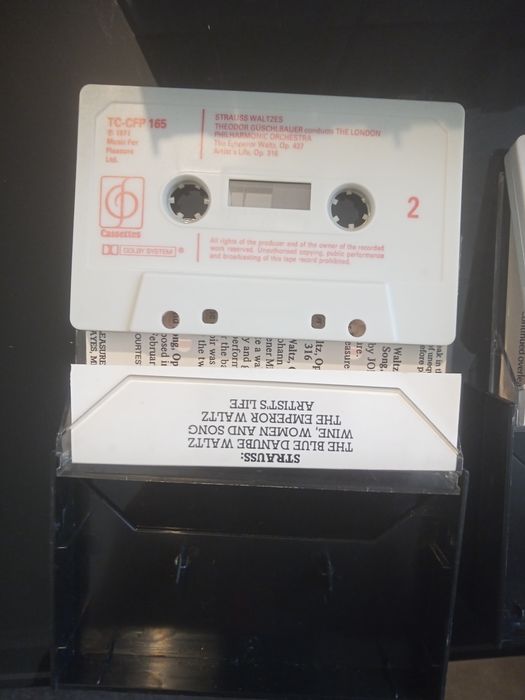 TC-CFP 165
℗ 1971
Music For
Pleasure
Ltd.
STRAUSS WALTZES
THEODOR GUSCHLBAUER conducts THE LONDON
PHILHARMONIC ORCHESTRA
The Emperor Waltz, Op. 437
Artist's Life, Op. 316
2
Cassettes
DOLBY SYSTEM ®
All rights of the producer and of the owner of the recorded
work reserved. Unauthorised copying, public performance
and broadcasting of this tape record prohibited.
STRAUSS:
THE BLUE DANUBE WALTZ
WINE, WOMEN AND SONG
THE EMPEROR WALTZ
ARTIST'S LIFE